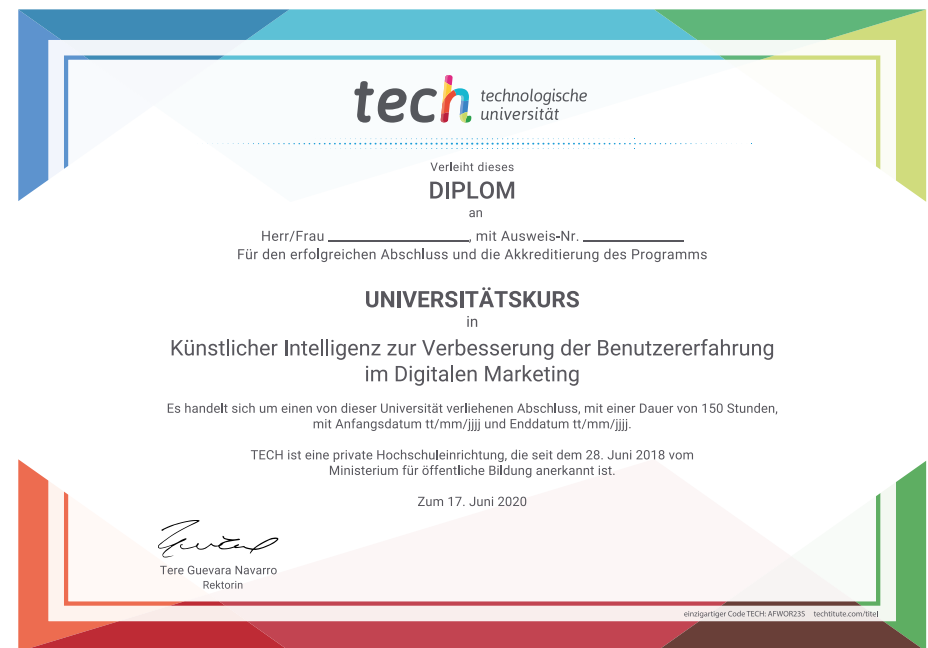 tech technologische
universität
Verleiht dieses
DIPLOM
an
Herr/Frau ____________________, mit Ausweis-Nr. ______________
Für den erfolgreichen Abschluss und die Akkreditierung des Programms
UNIVERSITÄTSKURS
in
Künstlicher Intelligenz zur Verbesserung der Benutzererfahrung
im Digitalen Marketing
Es handelt sich um einen von dieser Universität verliehenen Abschluss, mit einer Dauer von 150 Stunden,
mit Anfangsdatum tt/mm/jjjj und Enddatum tt/mm/jjjj.
TECH ist eine private Hochschuleinrichtung, die seit dem 28. Juni 2018 vom
Ministerium für öffentliche Bildung anerkannt ist.
Zum 17. Juni 2020
Tere Guevara Navarro
Rektorin
einzigartiger Code TECH: AFWOR23S techtitute.com/titel